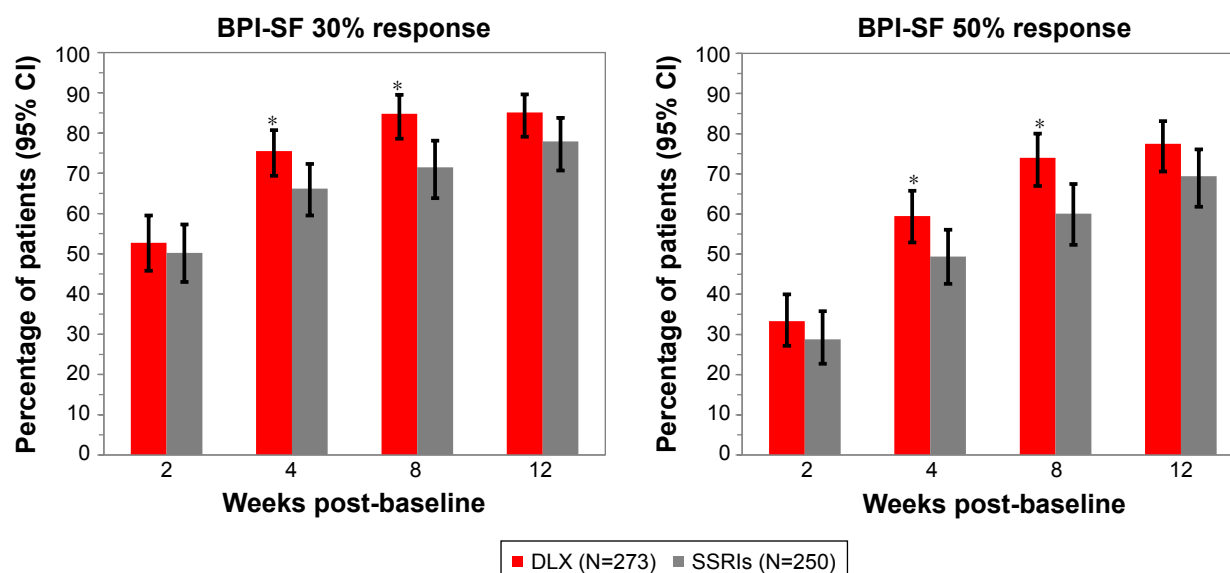 BPI-SF 30% response
Percentage of patients (95% CI)
100
90
80
70
60
50
40
30
20
10
0
*
*
2 4 8 12
Weeks post-baseline
BPI-SF 50% response
Percentage of patients (95% CI)
100
90
80
70
60
50
40
30
20
10
0
*
*
2 4 8 12
Weeks post-baseline
DLX (N=273) SSRIs (N=250)